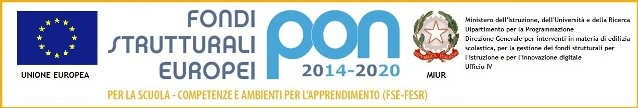 FONDI
STRUTTURALI
EUROPEI
pon
2014-2020
UNIONE EUROPEA
MIUR
Ministero dell'Istruzione, dell'Università e della Ricerca
Dipartimento per la Programmazione
Direzione Generale per interventi in materia di edilizia
scolastica, per la gestione dei fondi strutturali per
l'istruzione e per l'innovazione digitale
Ufficio IV
PER LA SCUOLA - COMPETENZE E AMBIENTI PER L'APPRENDIMENTO (FSE-FESR)